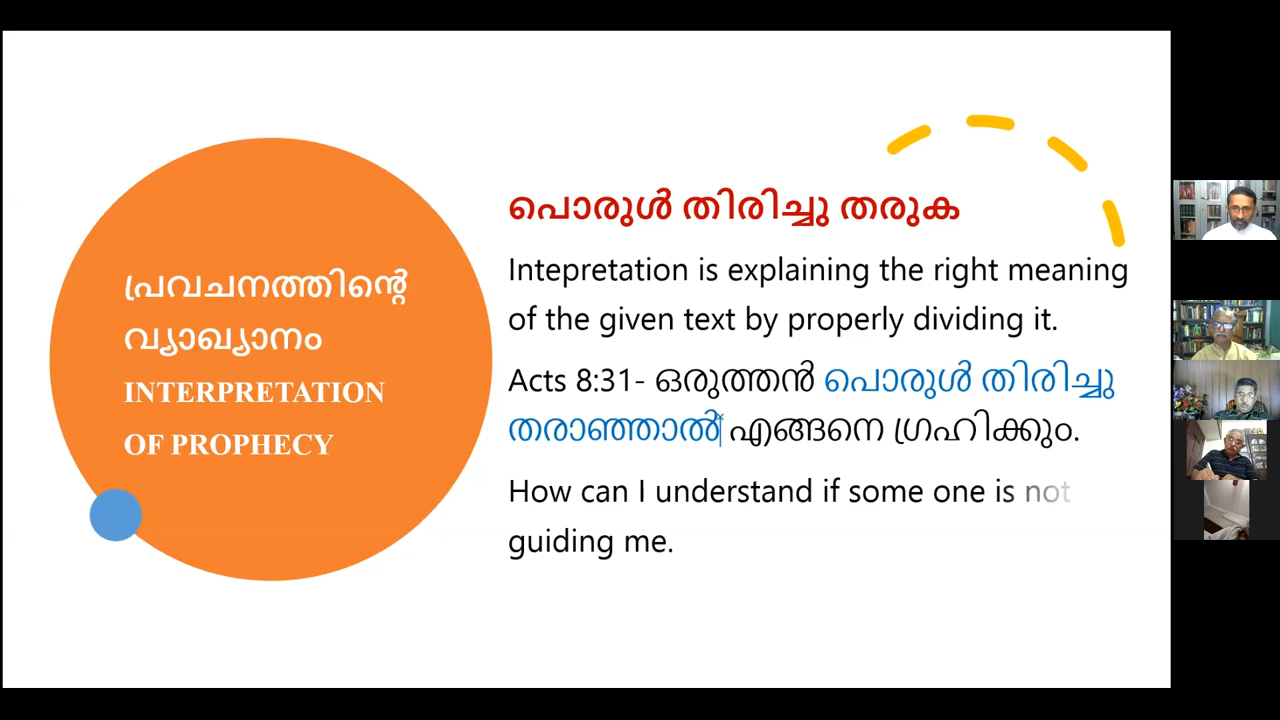 പ്രവചനത്തിന്റെ
വ്യാഖ്യാനം
INTERPRETATION
OF PROPHECY
പൊരുൾ തിരിച്ചു തരുക
Intepretation is explaining the right meaning
of the given text by properly dividing it.
Acts 8:31- ഒരുത്തൻ പൊരുൾ തിരിച്ചു
തരാഞ്ഞാൽ എങ്ങനെ ഗ്രഹിക്കും.
How can I understand if some one is not
guiding me.